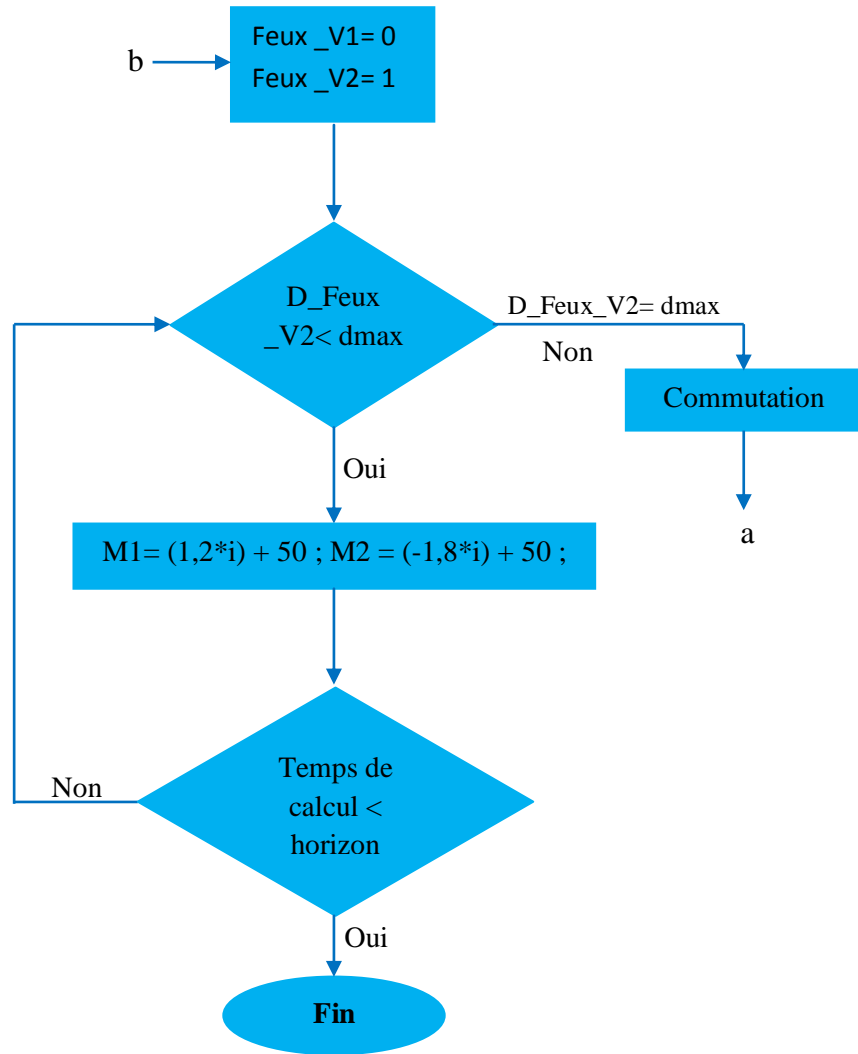 Feux _V1= 0
b
Feux _V2= 1
D_Feux
_V2< dmax
D_Feux_V2= dmax
Non
Commutation
a
Oui
M1= (1,2*i) + 50 ; M2 = (-1,8*i) + 50 ;
Temps de
calcul <
horizon
Non
Oui
Fin